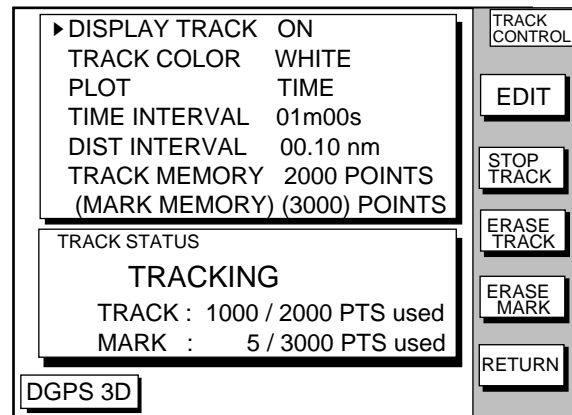 ▶DISPLAY TRACK ON
TRACK COLOR WHITE
PLOT TIME
TIME INTERVAL 01m00s
DIST INTERVAL 00.10 nm
TRACK MEMORY 2000 POINTS
(MARK MEMORY) (3000) POINTS
TRACK STATUS
TRACKING
TRACK : 1000 / 2000 PTS used
MARK : 5 / 3000 PTS used
DGPS 3D
TRACK
CONTROL
EDIT
STOP
TRACK
ERASE
TRACK
ERASE
MARK
RETURN